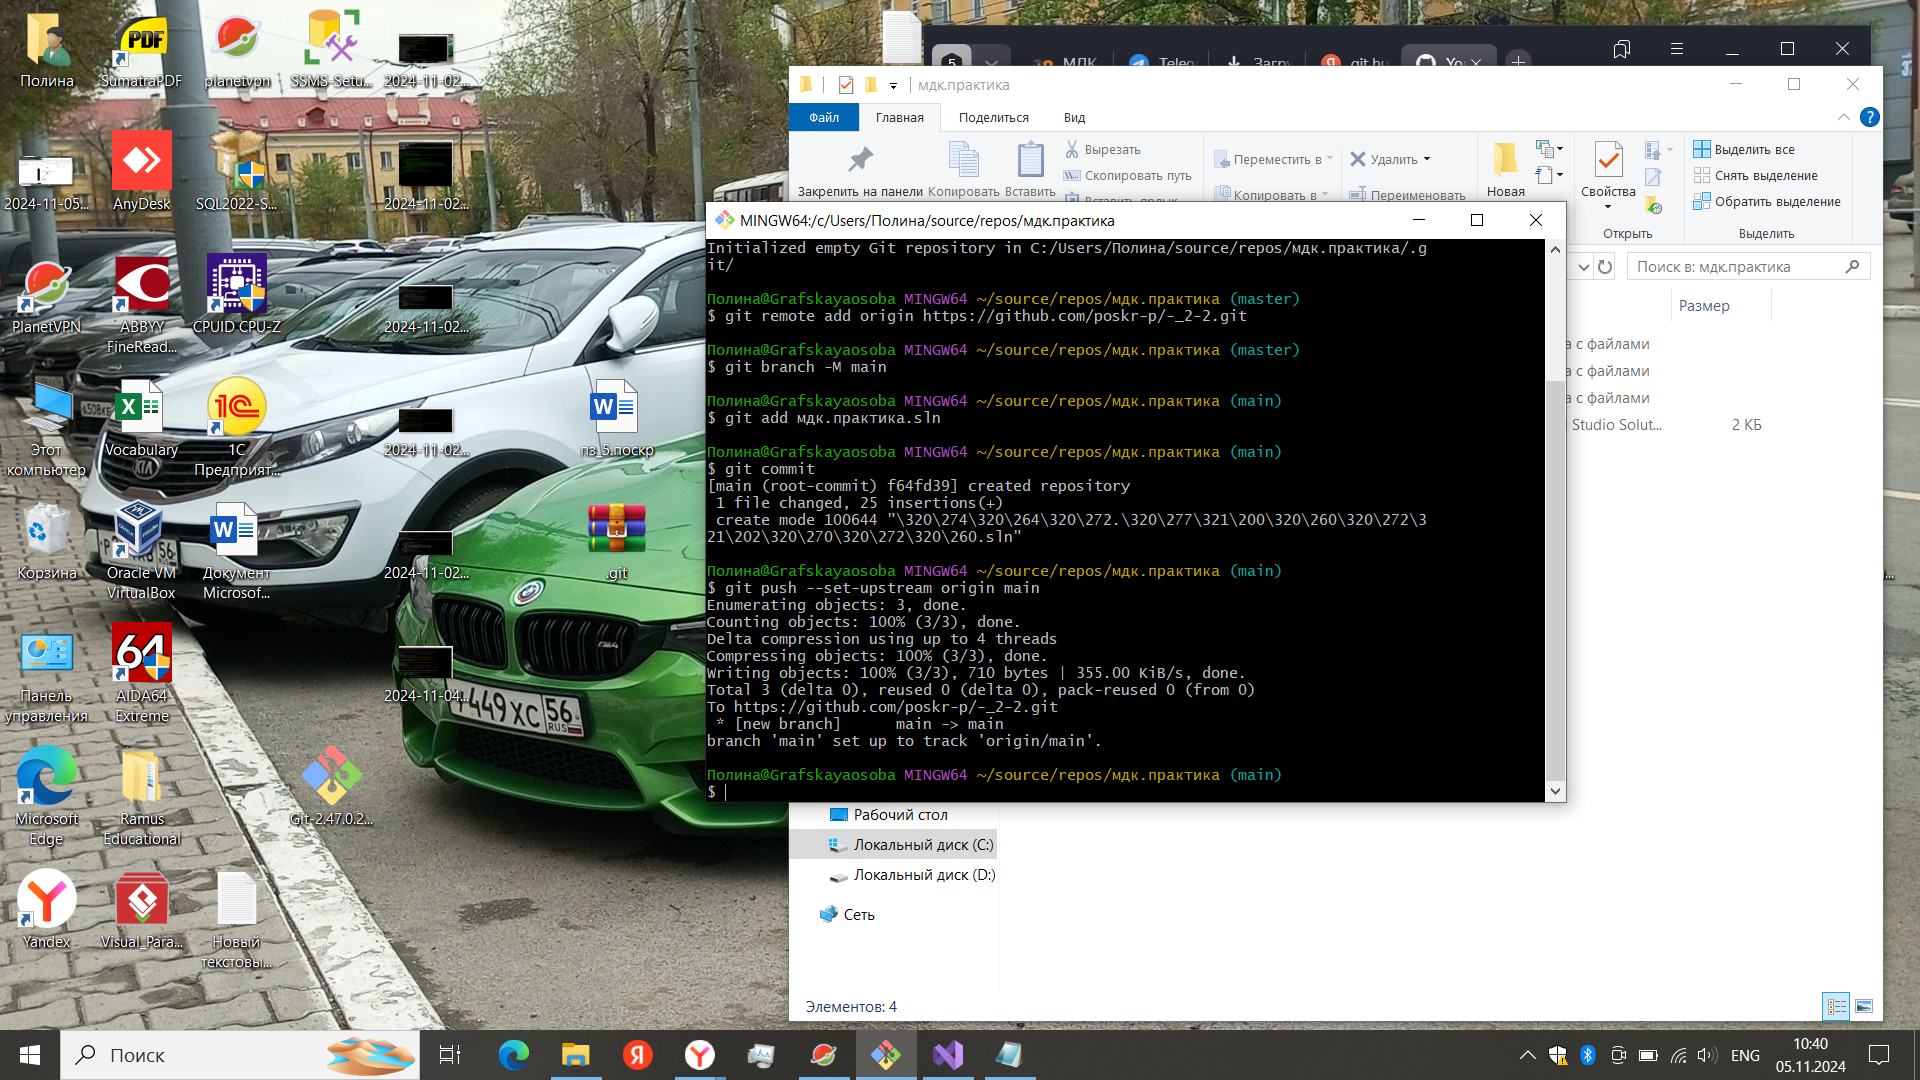 Полина
SumatraPDF
planetvpn
SSMS-Setu...
2024-11-02...
2024-11-05...
AnyDesk
SQL2022-S...
2024-11-02...
PlanetVPN
ABBYY
FineRead...
CPUID CPU-Z
2024-11-02...
Этот
компьютер
Vocabulary
1С
Предприят...
2024-11-02...
пз_5.поскр
Корзина
Oracle VM
VirtualBox
Документ
Microsof...
2024-11-02...
.git
Панель
управления
AIDA64
Extreme
2024-11-04...
Microsoft
Edge
Ramus
Educational
Git-2.47.0.2...
Yandex
Visual_Para...
Новый
текстовы...
449 ХС 56
RUS
KIA
5
МДК
Teleg
Загру
git hu
мдк.практика
Файл
Главная
Поделиться
Вид
Закрепить на панели
Копировать
Вставить
Вырезать
Скопировать путь
Вставить ярлык
Переместить в
Копировать в
Удалить
Переименовать
Новая
Свойства
Открыть
Выделить все
Снять выделение
Обратить выделение
Выделить
Поиск в: мдк.практика
Размер
а с файлами
а с файлами
а с файлами
Studio Solut...
2 КБ
MINGW64:/c/Users/Полина/source/repos/мдк.практика
Initialized empty Git repository in C:/Users/Полина/source/repos/мдк.практика/.g
it/
Полина@Grafskayaosoba MINGW64 ~/source/repos/мдк.практика (master)
$ git remote add origin https://github.com/poskr-p/-_2-2.git
Полина@Grafskayaosoba MINGW64 ~/source/repos/мдк.практика (master)
$ git branch -M main
Полина@Grafskayaosoba MINGW64 ~/source/repos/мдк.практика (main)
$ git add мдк.практика.sln
Полина@Grafskayaosoba MINGW64 ~/source/repos/мдк.практика (main)
$ git commit
[main (root-commit) f64fd39] created repository
1 file changed, 25 insertions(+)
create mode 100644 "\320\274\320\264\320\272.\320\277\321\200\320\260\320\272\3
21\202\320\270\320\272\320\260.sln"
Полина@Grafskayaosoba MINGW64 ~/source/repos/мдк.практика (main)
$ git push --set-upstream origin main
Enumerating objects: 3, done.
Counting objects: 100% (3/3), done.
Delta compression using up to 4 threads
Compressing objects: 100% (3/3), done.
Writing objects: 100% (3/3), 710 bytes | 355.00 KiB/s, done.
Total 3 (delta 0), reused 0 (delta 0), pack-reused 0 (from 0)
To https://github.com/poskr-p/-_2-2.git
* [new branch]      main -> main
branch 'main' set up to track 'origin/main'.
Полина@Grafskayaosoba MINGW64 ~/source/repos/мдк.практика (main)
$
Рабочий стол
Локальный диск (C:)
Локальный диск (D:)
Сеть
Элементов: 4
Поиск
ENG
10:40
05.11.2024